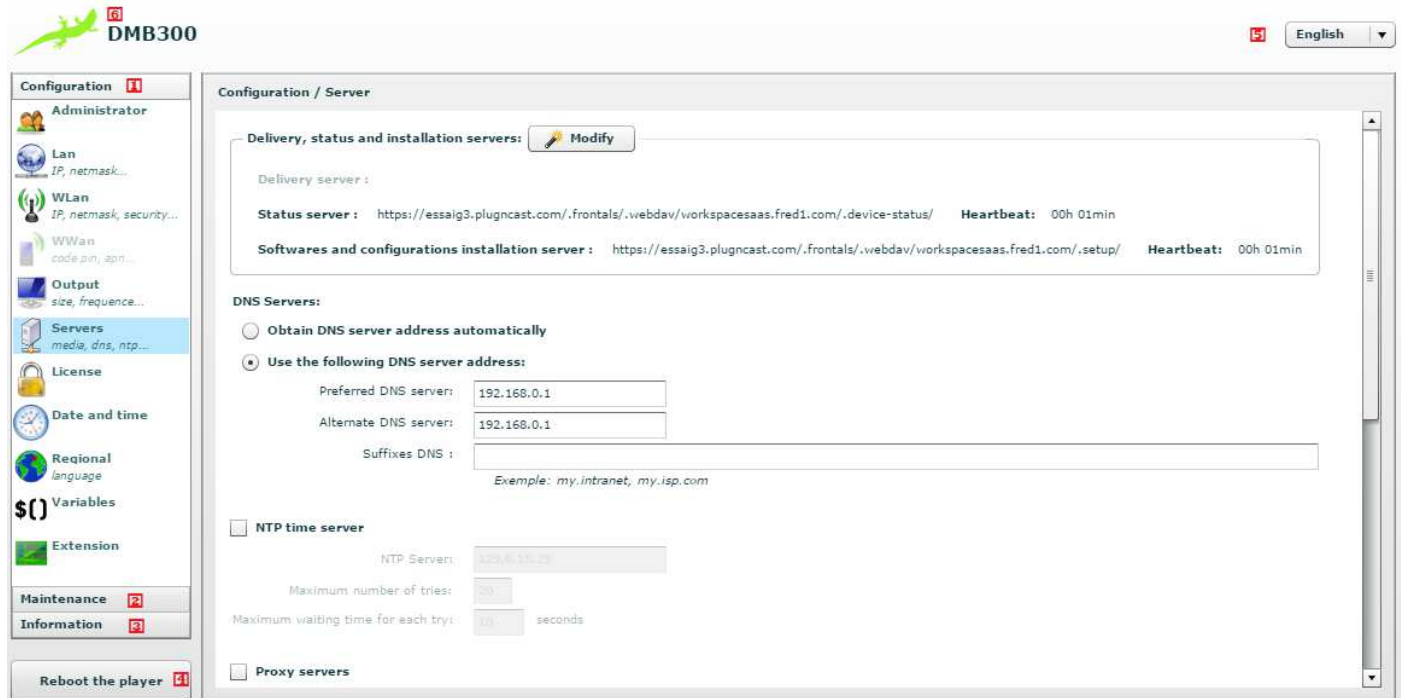 6
DMB300
5
English
Configuration 1
Administrator
Lan
IP, netmask...
WLan
IP, netmask, security...
WWan
code pin, apn...
Output
size, frequence...
Servers
media, dns, ntp...
License
Date and time
Regional
language
$() Variables
Extension
Maintenance 2
Information 3
Reboot the player 4
Configuration / Server
Delivery, status and installation servers: Modify
Delivery server :
Status server : https://essaig3.plugncast.com/.frontals/.webdav/workspacesaas.fred1.com/.device-status/ Heartbeat: 00h 01min
Softwares and configurations installation server : https://essaig3.plugncast.com/.frontals/.webdav/workspacesaas.fred1.com/.setup/ Heartbeat: 00h 01min
DNS Servers:
Obtain DNS server address automatically
Use the following DNS server address:
Preferred DNS server: 192.168.0.1
Alternate DNS server: 192.168.0.1
Suffixes DNS :
Exemple: my.intranet, my.isp.com
NTP time server
NTP Server: 129.6.15.29
Maximum number of tries: 20
Maximum waiting time for each try: 10 seconds
Proxy servers